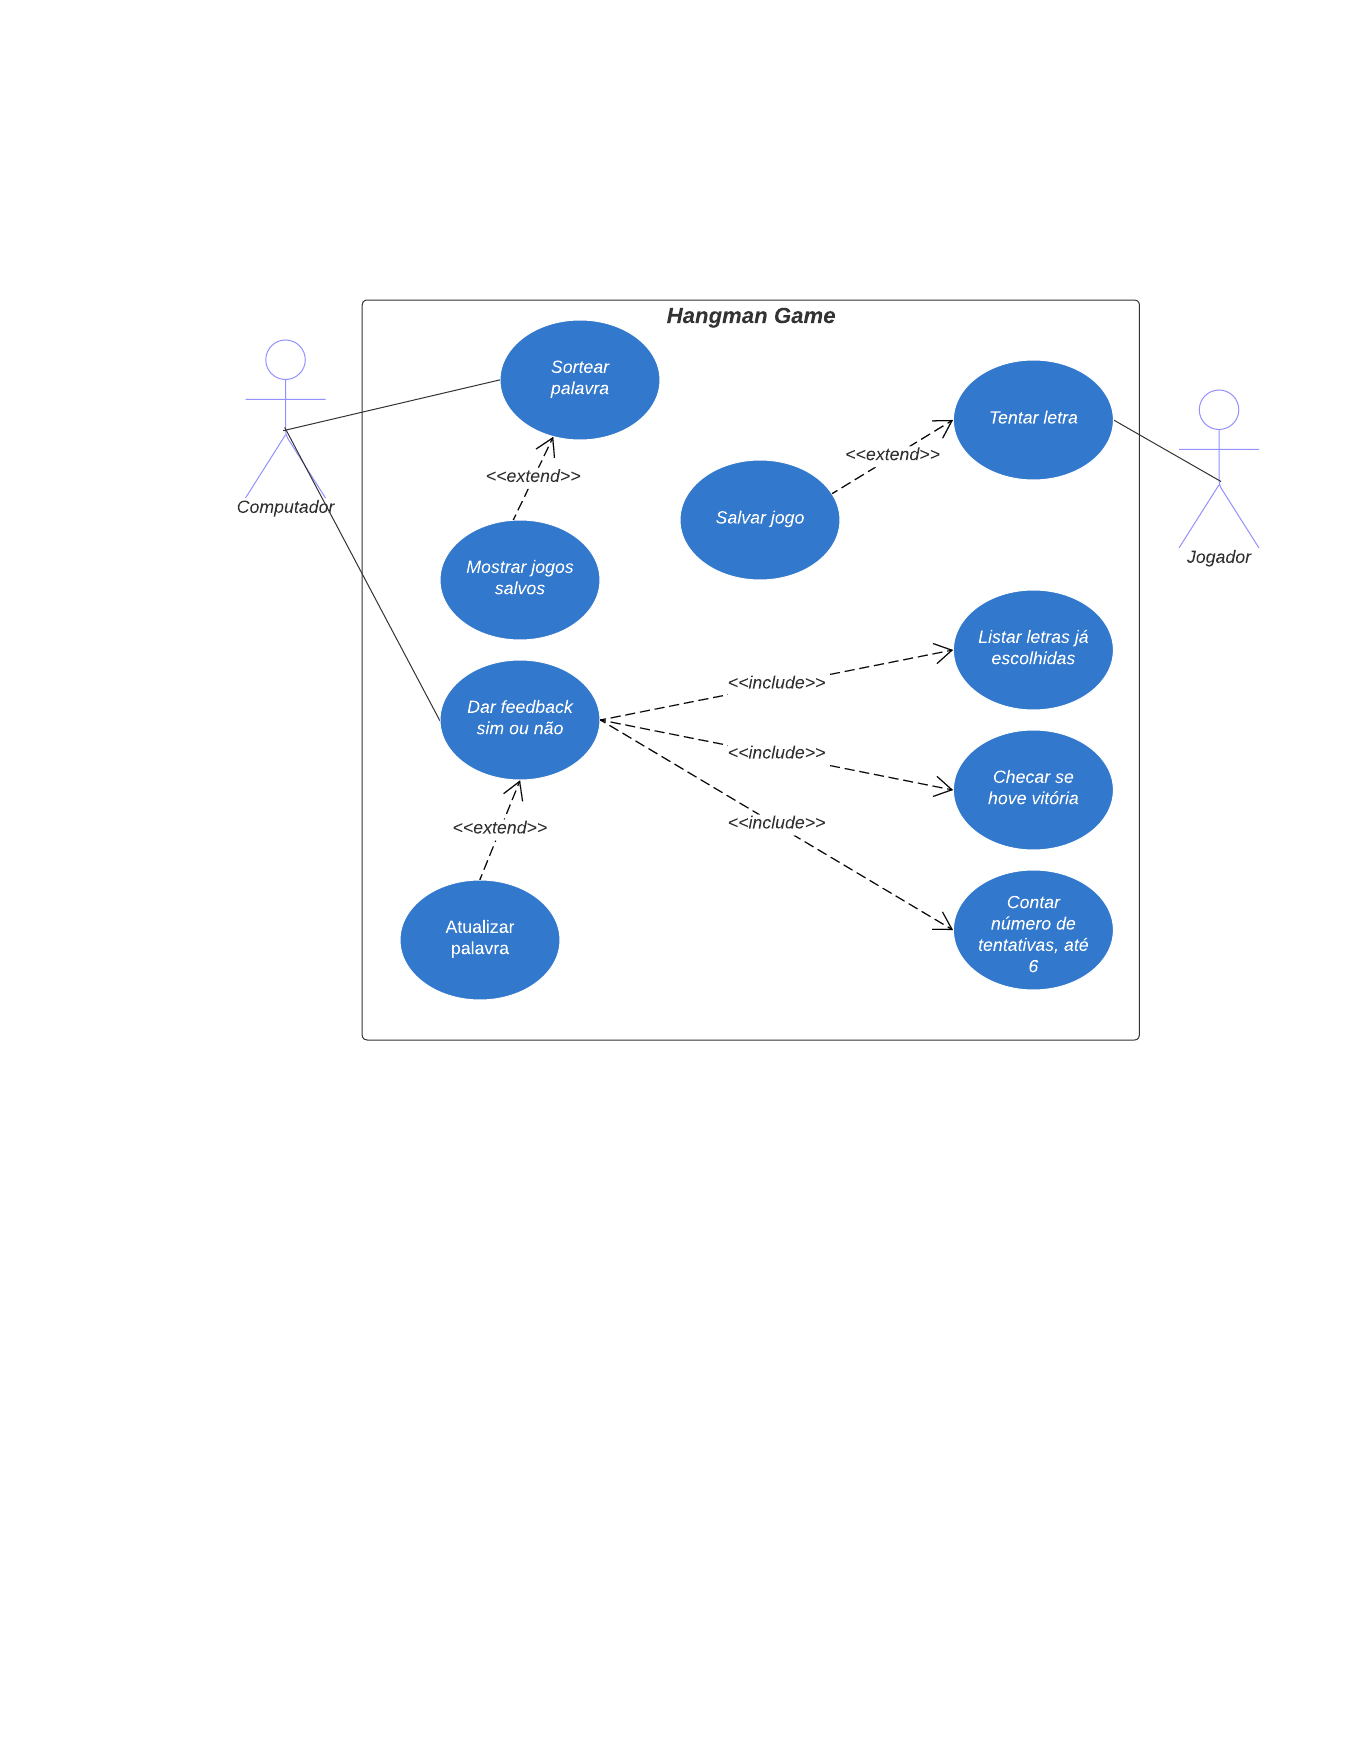 Hangman Game
Sortear
palavra
Tentar letra
<<extend>>
<<extend>>
Computador
Salvar jogo
Jogador
Mostrar jogos
salvos
Listar letras já
escolhidas
<<include>>
Dar feedback
sim ou não
<<include>>
Checar se
hove vitória
<<include>>
<<extend>>
Atualizar
palavra
Contar
número de
tentativas, até
6